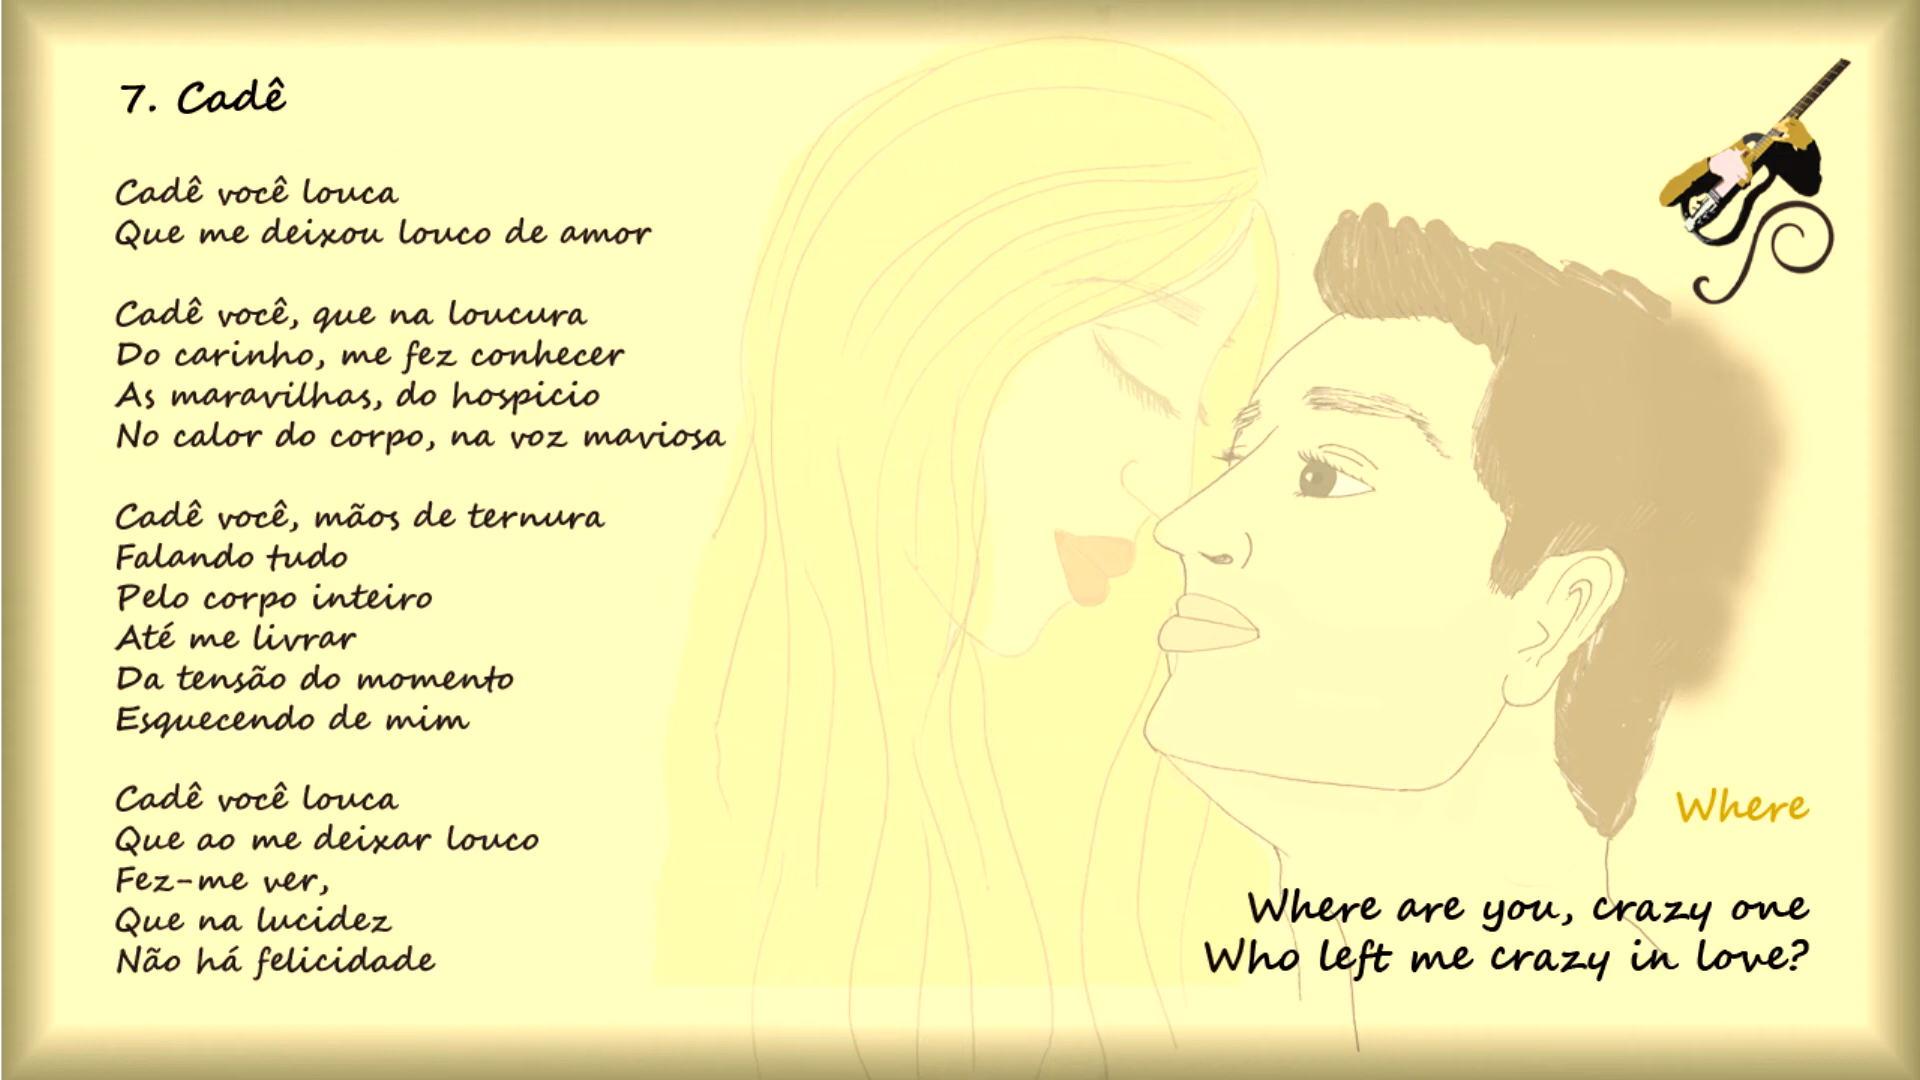 7. Cadê
Cadê você louca
Que me deixou louco de amor
Cadê você, que na loucura
Do carinho, me fez conhecer
As maravilhas, do hospicio
No calor do corpo, na voz maviosa
Cadê você, mãos de ternura
Falando tudo
Pelo corpo inteiro
Até me livrar
Da tensão do momento
Esquecendo de mim
Cadê você louca
Que ao me deixar louco
Fez-me ver,
Que na lucidez
Não há felicidade
Where
Where are you, crazy one
Who left me crazy in love?